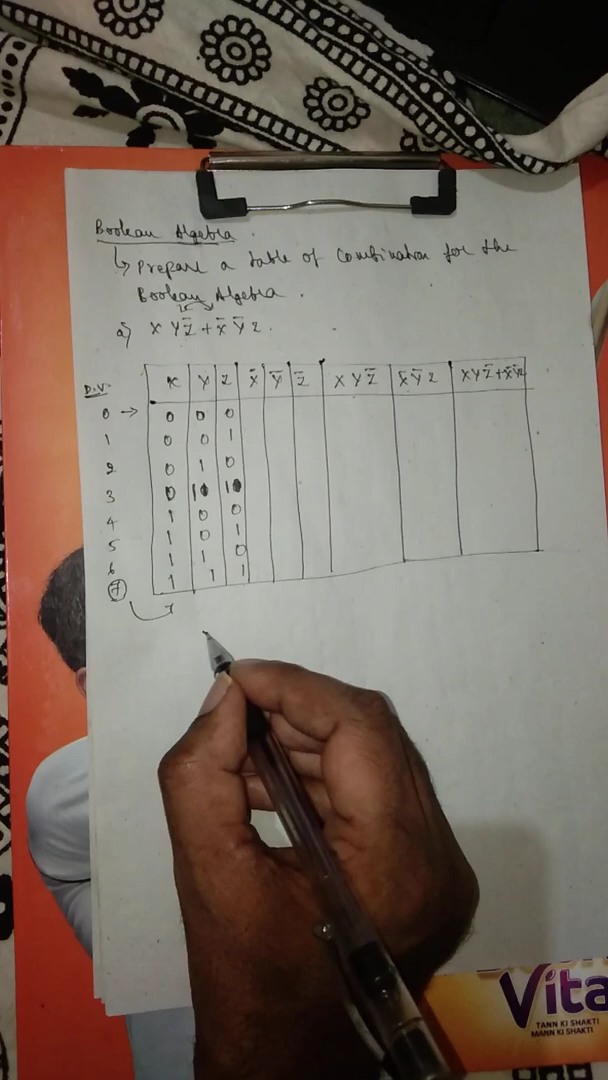 Boolean Algebra.
↳ Prepare a table of Combination for the
Boolean Algebra.
a) X Y Z̅ + X̅ Y̅ Z.
D.V. X Y Z X̅ Y̅ Z̅ X Y Z̅ X̅ Y̅ Z X Y Z̅ + X̅ Y̅ Z
0 → 0 0 0
1 0 0 1
2 0 1 0
3 0 1 1
4 1 0 0
5 1 0 1
6 1 1 0
7 1 1 1
Vita
TANN KI SHAKTI
MANN KI SHAKTI